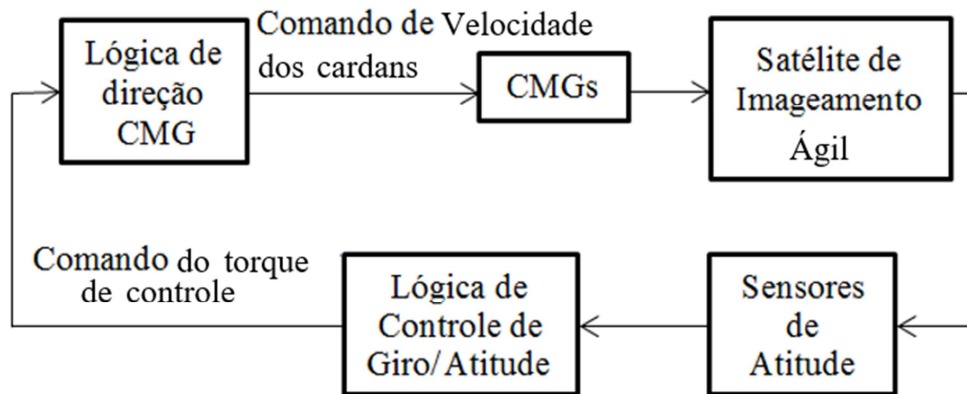 Lógica de
direção
CMG
Comando de Velocidade
dos cardans
CMGs
Satélite de
Imageamento
Ágil
Comando do torque
de controle
Lógica de
Controle de
Giro/Atitude
Sensores
de
Atitude